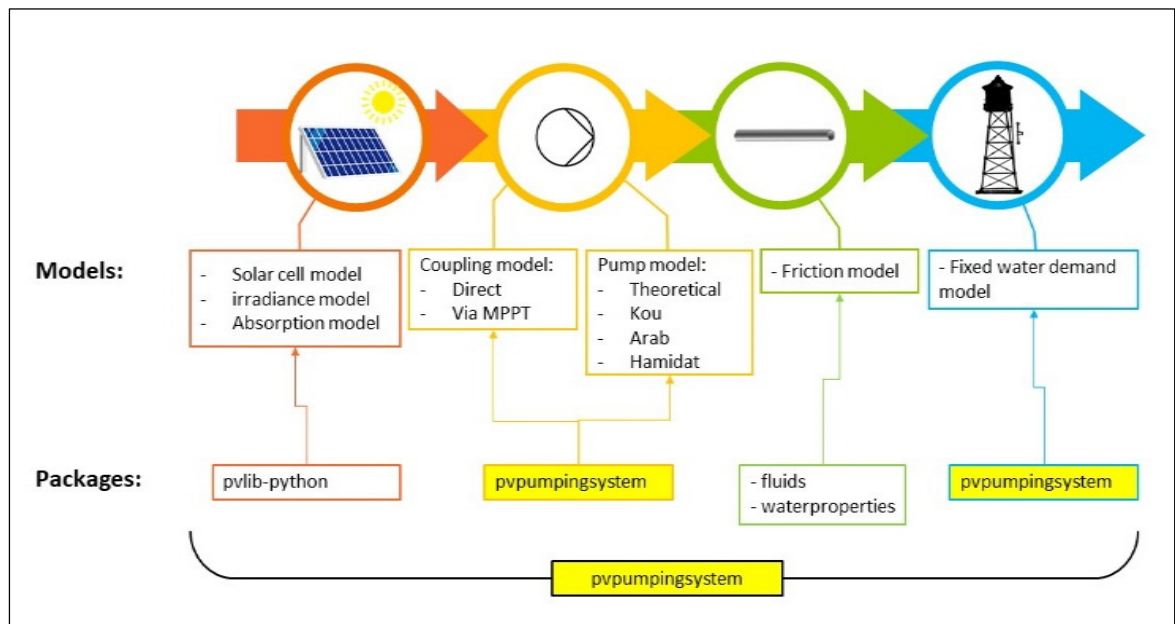 Models:
- Solar cell model
- irradiance model
- Absorption model
Coupling model:
- Direct
- Via MPPT
Pump model:
- Theoretical
- Kou
- Arab
- Hamidat
- Friction model
- Fixed water demand
model
Packages:
pvlib-python
pvpumpingsystem
- fluids
- waterproperties
pvpumpingsystem
pvpumpingsystem